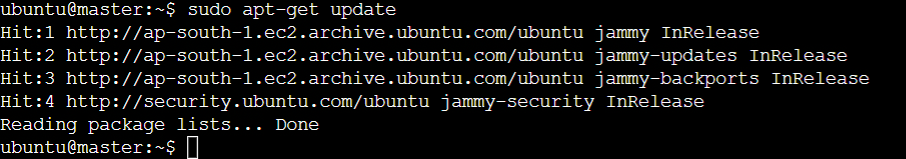 ubuntu@master:~$ sudo apt-get update
Hit:1 http://ap-south-1.ec2.archive.ubuntu.com/ubuntu jammy InRelease
Hit:2 http://ap-south-1.ec2.archive.ubuntu.com/ubuntu jammy-updates InRelease
Hit:3 http://ap-south-1.ec2.archive.ubuntu.com/ubuntu jammy-backports InRelease
Hit:4 http://security.ubuntu.com/ubuntu jammy-security InRelease
Reading package lists... Done
ubuntu@master:~$